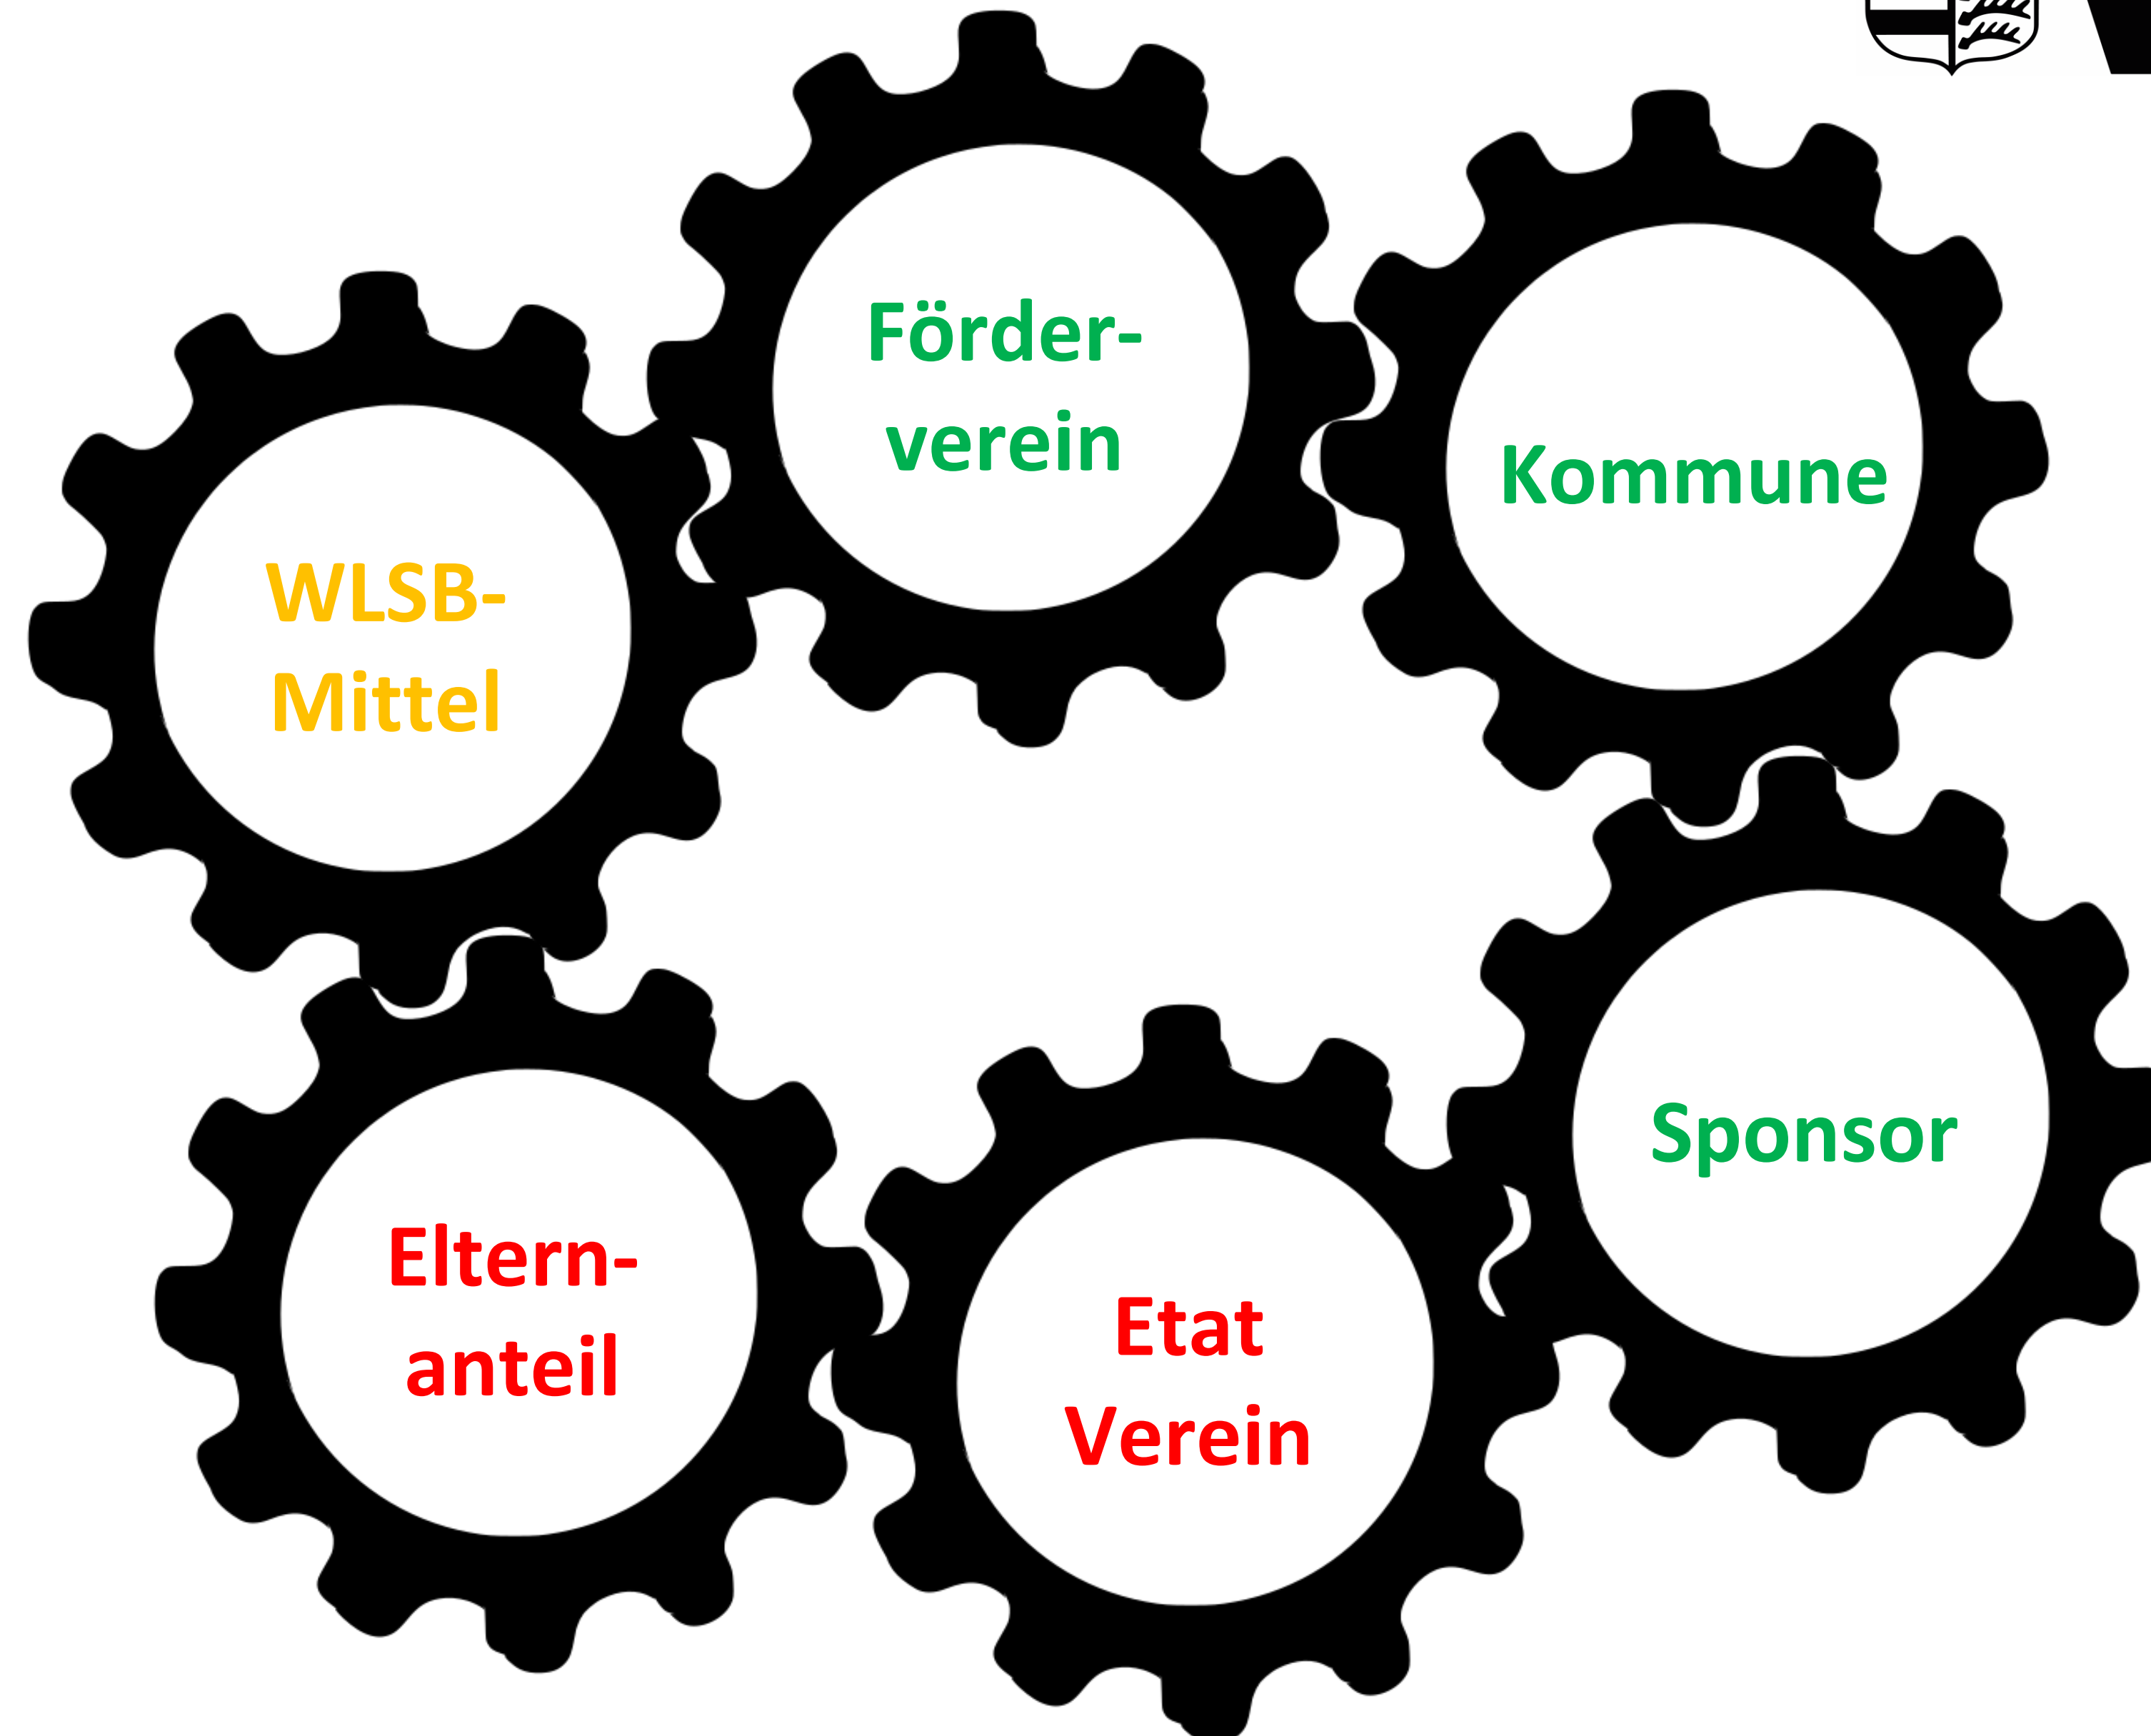 Förder-
verein
Kommune
WLSB-
Mittel
Sponsor
Eltern-
anteil
Etat
Verein